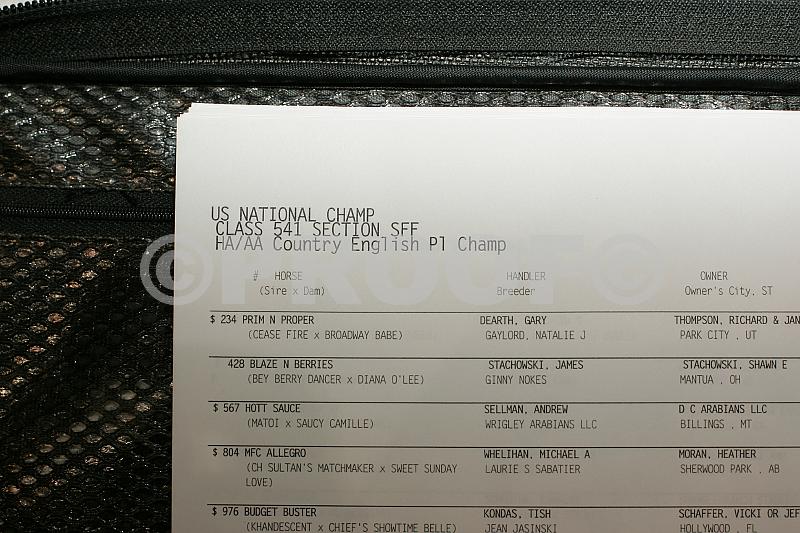 US NATIONAL CHAMP
CLASS 541 SECTION SFF
HA/AA Country English Pl Champ
© PROOF ©
# HORSE HANDLER OWNER
(Sire x Dam) Breeder Owner's City, ST
$ 234 PRIM N PROPER DEARTH, GARY THOMPSON, RICHARD & JAN
(CEASE FIRE x BROADWAY BABE) GAYLORD, NATALIE J PARK CITY , UT
428 BLAZE N BERRIES STACHOWSKI, JAMES STACHOWSKI, SHAWN E
(BEY BERRY DANCER x DIANA O'LEE) GINNY NOKES MANTUA , OH
$ 567 HOTT SAUCE SELLMAN, ANDREW D C ARABIANS LLC
(MATOI x SAUCY CAMILLE) WRIGLEY ARABIANS LLC BILLINGS , MT
$ 804 MFC ALLEGRO WHELIHAN, MICHAEL A MORAN, HEATHER
(CH SULTAN'S MATCHMAKER x SWEET SUNDAY LAURIE S SABATIER SHERWOOD PARK , AB
LOVE)
$ 976 BUDGET BUSTER KONDAS, TISH SCHAFFER, VICKI OR JEF
(KHANDESCENT x CHIEF'S SHOWTIME BELLE) JEAN JASINSKI HOLLYWOOD , FL